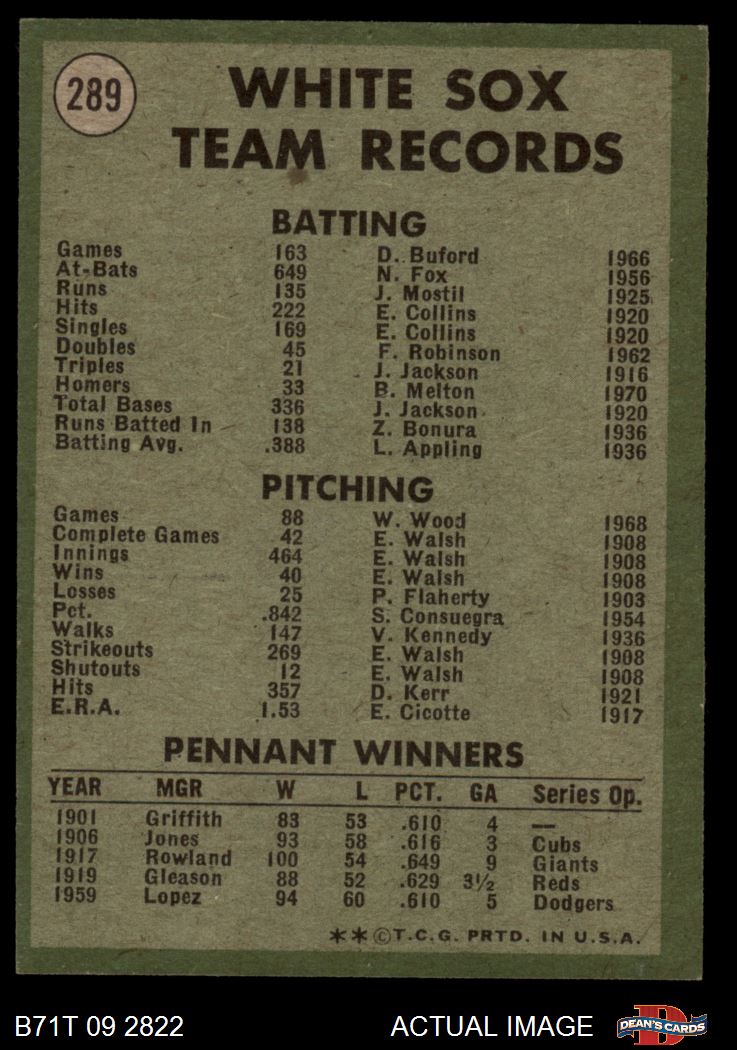 289
WHITE SOX
TEAM RECORDS
BATTING
Games 163 D. Buford 1966
At-Bats 649 N. Fox 1956
Runs 135 J. Mostil 1925
Hits 222 E. Collins 1920
Singles 169 E. Collins 1920
Doubles 45 F. Robinson 1962
Triples 21 J. Jackson 1916
Homers 33 B. Melton 1970
Total Bases 336 J. Jackson 1920
Runs Batted In 138 Z. Bonura 1936
Batting Avg. .388 L. Appling 1936
PITCHING
Games 88 W. Wood 1968
Complete Games 42 E. Walsh 1908
Innings 464 E. Walsh 1908
Wins 40 E. Walsh 1908
Losses 25 P. Flaherty 1903
Pct. .842 S. Consuegra 1954
Walks 147 V. Kennedy 1936
Strikeouts 269 E. Walsh 1908
Shutouts 12 E. Walsh 1908
Hits 357 D. Kerr 1921
E.R.A. 1.53 E. Cicotte 1917
PENNANT WINNERS
YEAR MGR W L PCT. GA Series Op.
1901 Griffith 83 53 .610 4 —
1906 Jones 93 58 .616 3 Cubs
1917 Rowland 100 54 .649 9 Giants
1919 Gleason 88 52 .629 3½ Reds
1959 Lopez 94 60 .610 5 Dodgers
**©T.C.G. PRTD. IN U.S.A.
B71T 09 2822 ACTUAL IMAGE D DEAN'S CARDS